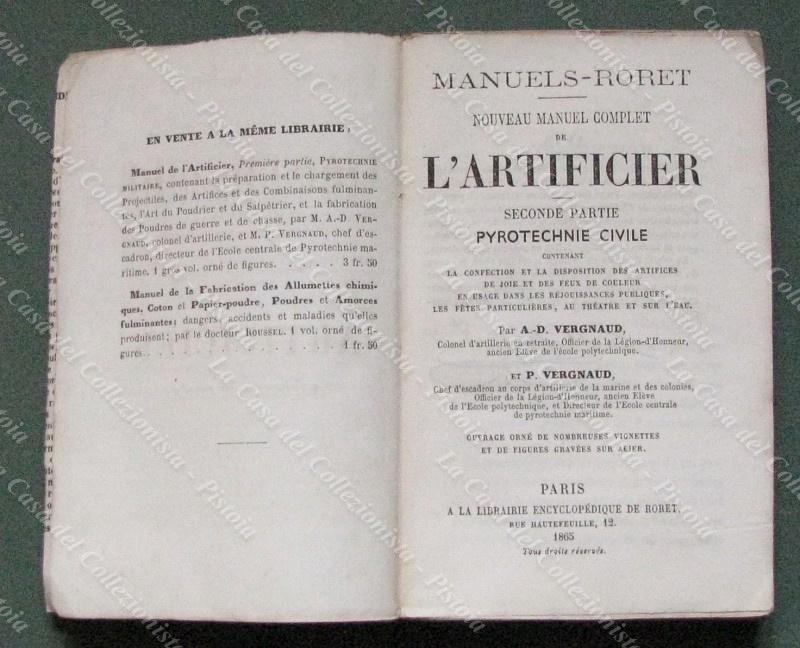 EN VENTE A LA MÊME LIBRAIRIE,
Manuel de l'Artificier, Première partie, PYROTECHNIE
MILITAIRE, contenant la préparation et le chargement des
Projectiles, des Artifices et des Combinaisons fulminan-
tes, l'Art du Poudrier et du Salpêtrier, et la fabrication
des Poudres de guerre et de chasse, par M. A.-D. VER-
GNAUD, colonel d'artillerie, et M. P. VERGNAUD, chef d'es-
cadron, directeur de l'Ecole centrale de Pyrotechnie ma-
ritime. 1 gros vol. orné de figures. . . . . 3 fr. 50
Manuel de la Fabrication des Allumettes chimi-
ques, Coton et Papier-poudre, Poudres et Amorces
fulminantes; dangers, accidents et maladies qu'elles
produisent; par le docteur ROUSSEL. 1 vol. orné de fi-
gures. . . . . . . . . . . . 1 fr. 50
MANUELS-RORET
NOUVEAU MANUEL COMPLET
DE
L'ARTIFICIER
SECONDE PARTIE
PYROTECHNIE CIVILE
CONTENANT
LA CONFECTION ET LA DISPOSITION DES ARTIFICES
DE JOIE ET DES FEUX DE COULEUR
EN USAGE DANS LES RÉJOUISSANCES PUBLIQUES,
LES FÊTES PARTICULIÈRES, AU THÉATRE ET SUR L'EAU.
Par A.-D. VERGNAUD,
Colonel d'artillerie en retraite, Officier de la Légion-d'Honneur,
ancien Elève de l'école polytechnique.
ET P. VERGNAUD,
Chef d'escadron au corps d'artillerie de la marine et des colonies,
Officier de la Légion-d'Honneur, ancien Elève
de l'Ecole polytechnique, et Directeur de l'Ecole centrale
de pyrotechnie maritime.
OUVRAGE ORNÉ DE NOMBREUSES VIGNETTES
ET DE FIGURES GRAVÉES SUR ACIER.
PARIS
A LA LIBRAIRIE ENCYCLOPÉDIQUE DE RORET,
RUE HAUTEFEUILLE, 12.
1865
Tous droits réservés.
La Casa del Collezionista - Pistoia